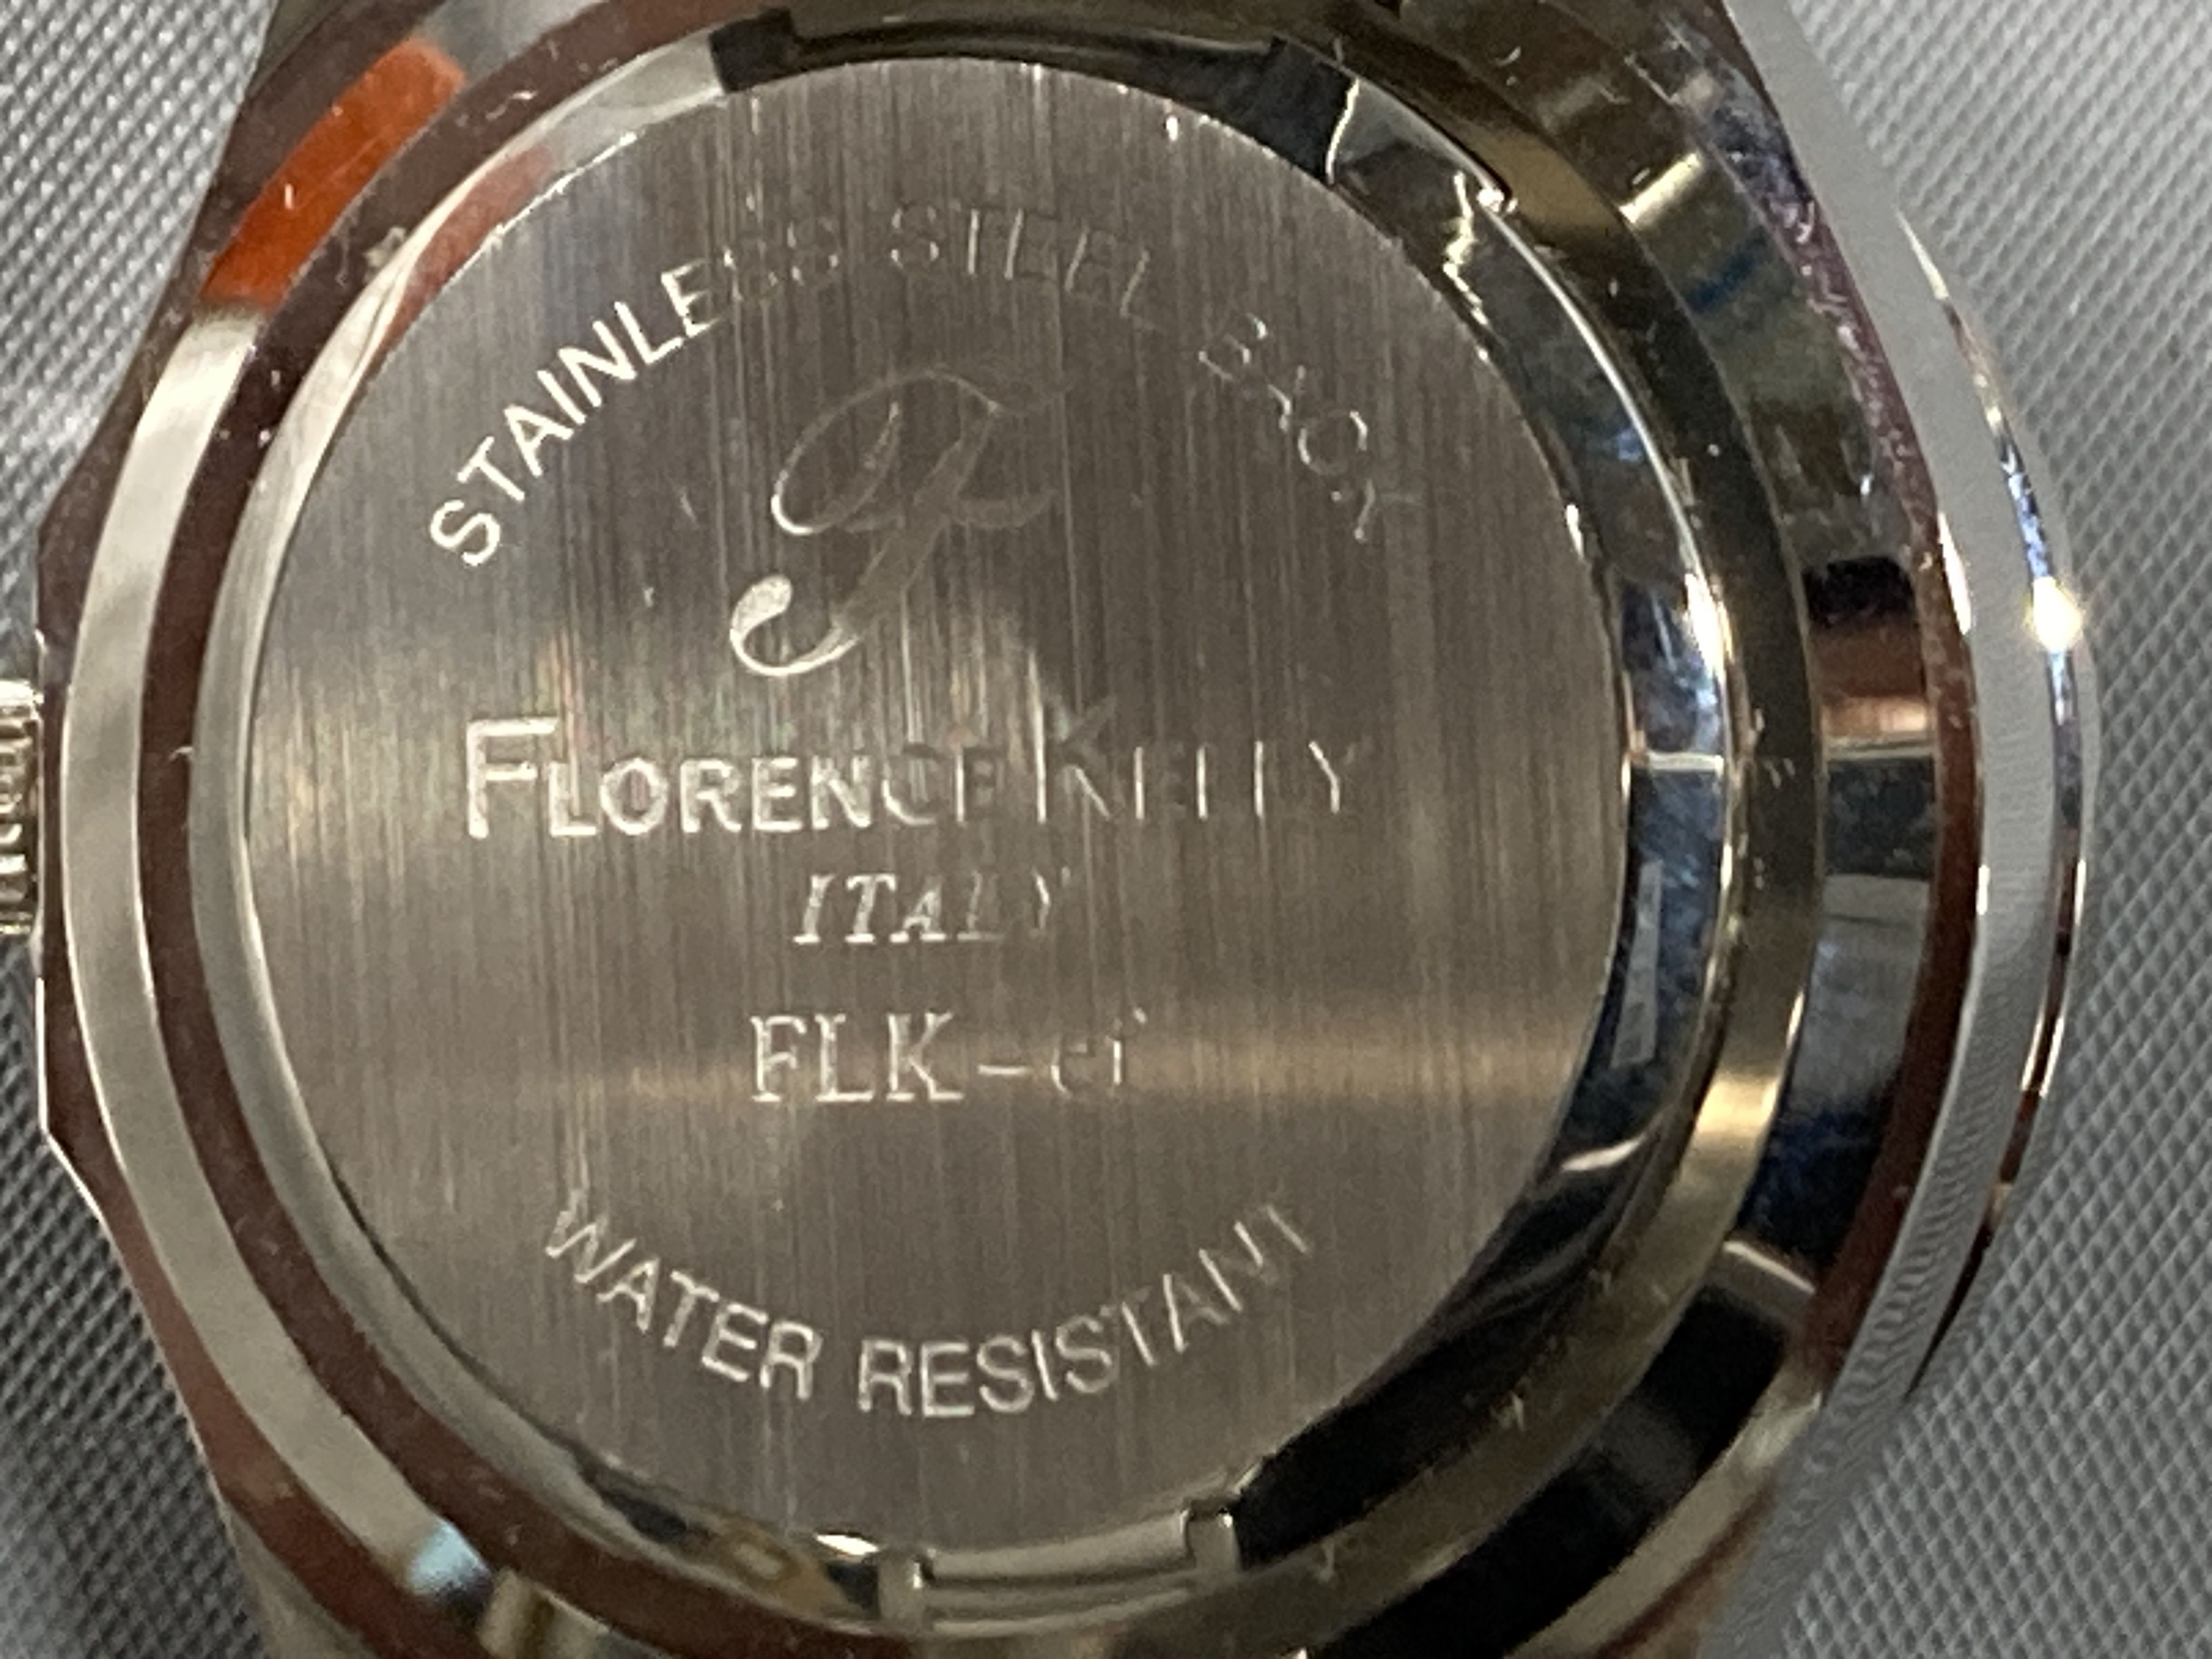 STAINLESS STEEL BACK
F
FLORENCE KELLY
ITALY
WATER RESISTANT